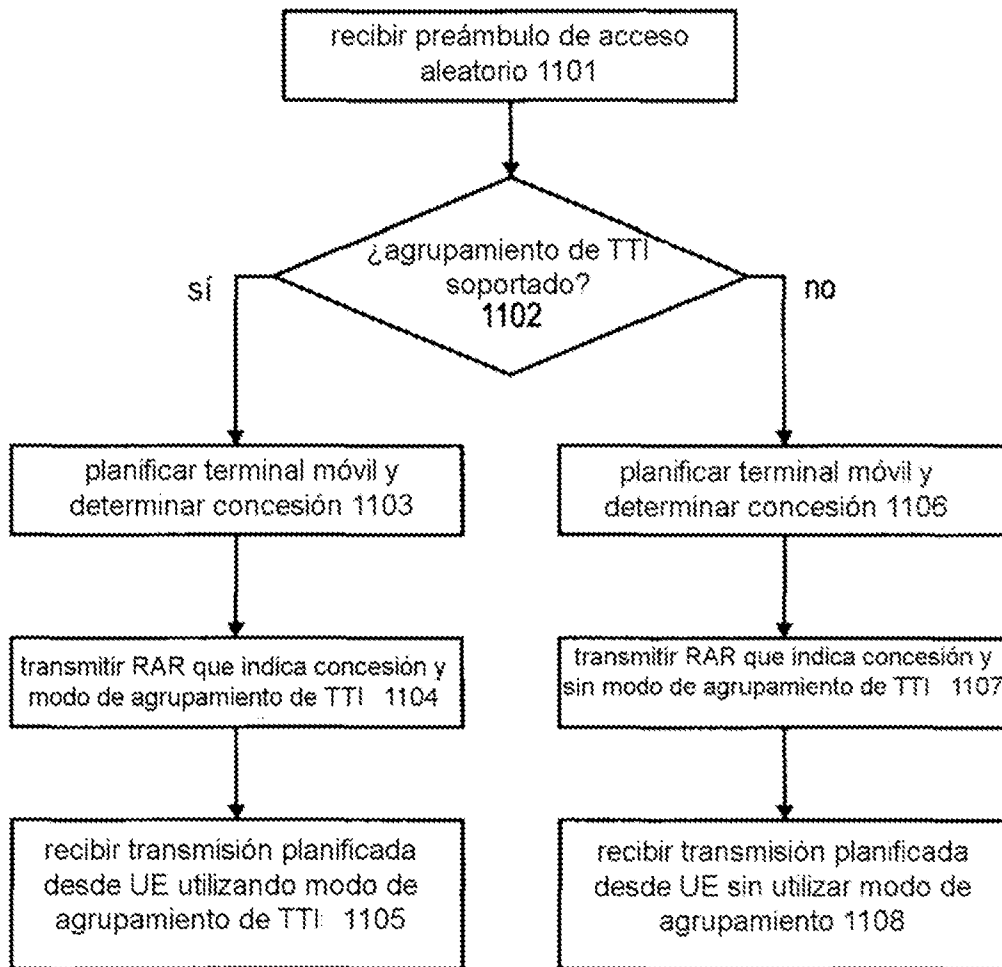 recibir preámbulo de acceso
aleatorio 1101
¿agrupamiento de TTI
soportado?
1102
sí
no
planificar terminal móvil y
determinar concesión 1103
planificar terminal móvil y
determinar concesión 1106
transmitir RAR que indica concesión y
modo de agrupamiento de TTI 1104
transmitir RAR que indica concesión y
sin modo de agrupamiento de TTI 1107
recibir transmisión planificada
desde UE utilizando modo de
agrupamiento de TTI 1105
recibir transmisión planificada
desde UE sin utilizar modo de
agrupamiento 1108